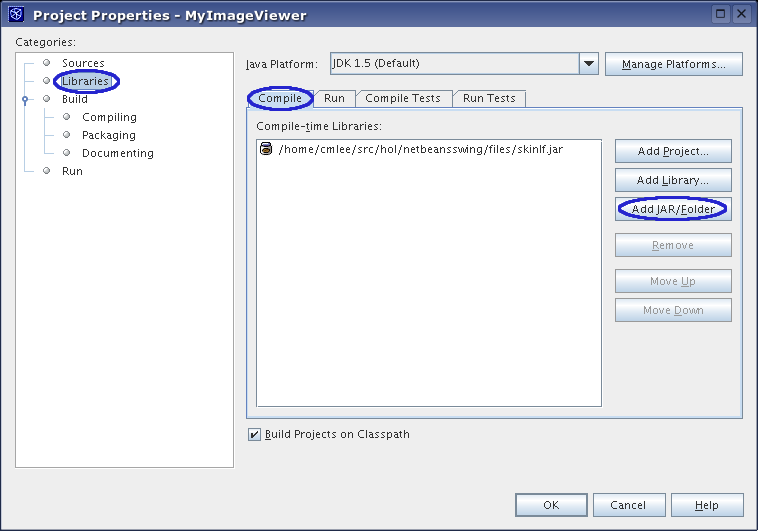 Project Properties - MyImageViewer
Categories:
Sources
Libraries
Build
Compiling
Packaging
Documenting
Run
Java Platform: JDK 1.5 (Default) Manage Platforms...
Compile Run Compile Tests Run Tests
Compile-time Libraries:
/home/cmlee/src/hol/netbeansswing/files/skinlf.jar
Add Project...
Add Library...
Add JAR/Folder
Remove
Move Up
Move Down
Build Projects on Classpath
OK Cancel Help